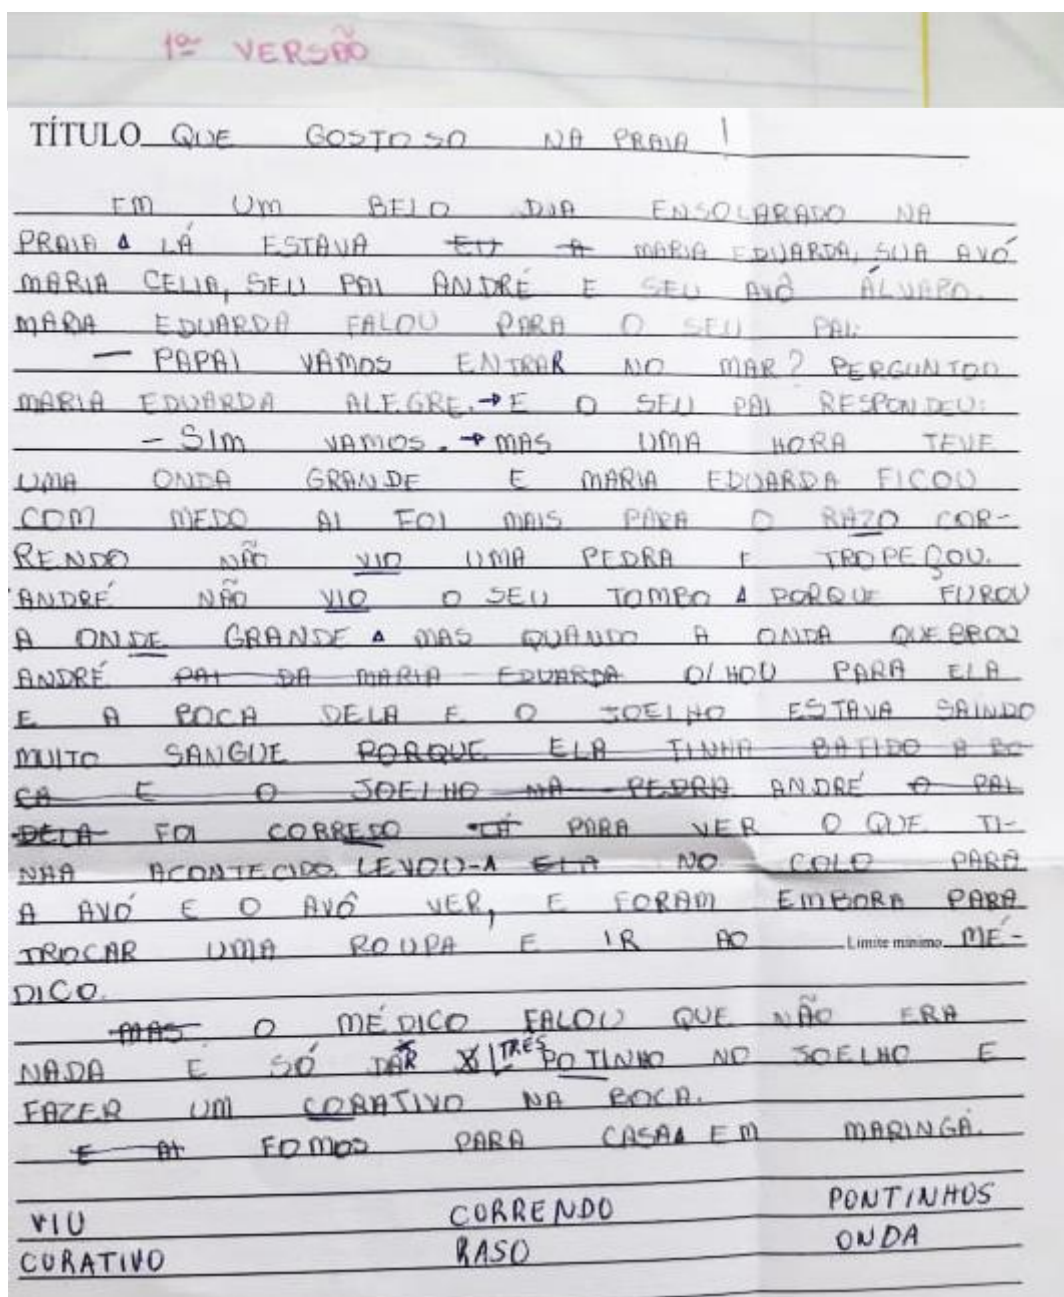 1ª VERSÃO
TÍTULO QUE GOSTOSO NA PRAIA!
EM UM BELO DIA ENSOLARADO NA
PRAIA LÁ ESTAVA EU A MARIA EDUARDA, SUA AVÓ
MARIA CELIA, SEU PAI ANDRÉ E SEU AVÔ ÁLVARO.
MARIA EDUARDA FALOU PARA O SEU PAI:
— PAPAI VAMOS ENTRAR NO MAR? PERGUNTOU
MARIA EDUARDA ALEGRE. → E O SEU PAI RESPONDEU:
- SIM VAMOS. → MAS UMA HORA TEVE
UMA ONDA GRANDE E MARIA EDUARDA FICOU
COM MEDO AI FOI MAIS PARA O RAZO COR-
RENDO NÃO VIO UMA PEDRA E TROPEÇOU.
ANDRÉ NÃO VIO O SEU TOMBO PORQUE FUROU
A ONDE GRANDE MAS QUANDO A ONDA QUEBROU
ANDRÉ PAI DA MARIA EDUARDA OLHOU PARA ELA
E A BOCA DELA E O JOELHO ESTAVA SAINDO
MUITO SANGUE PORQUE ELA TINHA BATIDO A BO-
CA E O JOELHO NA PEDRA. ANDRÉ O PAI
DELA FOI CORREDO LÁ PARA VER O QUE TI-
NHA ACONTECIDO. LEVOU-A ELA NO COLO PARA
A AVÓ E O AVÔ VER, E FORAM EMBORA PARA
TROCAR UMA ROUPA E IR AO Limite mínimo MÉ-
DICO.
MAS O MÉDICO FALOU QUE NÃO ERA
NADA E SÓ DAR TRÊS POTINHO NO JOELHO E
FAZER UM CORATIVO NA BOCA.
E AI FOMOS PARA CASA EM MARINGÁ.
VIU CORRENDO PONTINHOS
CURATIVO RASO ONDA